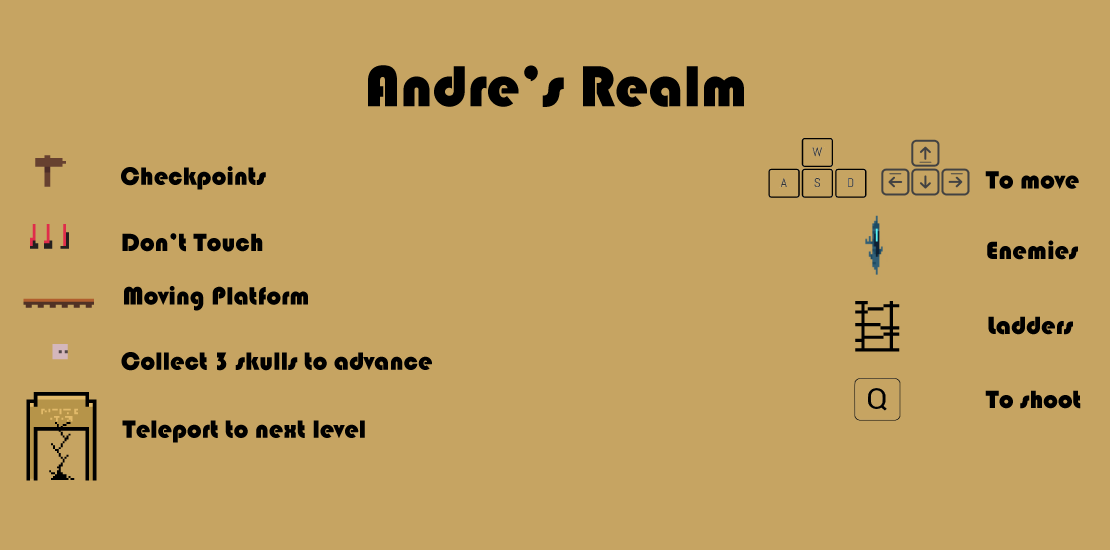 Andre's Realm
Checkpoints
Don't Touch
Moving Platform
Collect 3 skulls to advance
Teleport to next level
W
A S D
To move
Enemies
Ladders
Q
To shoot